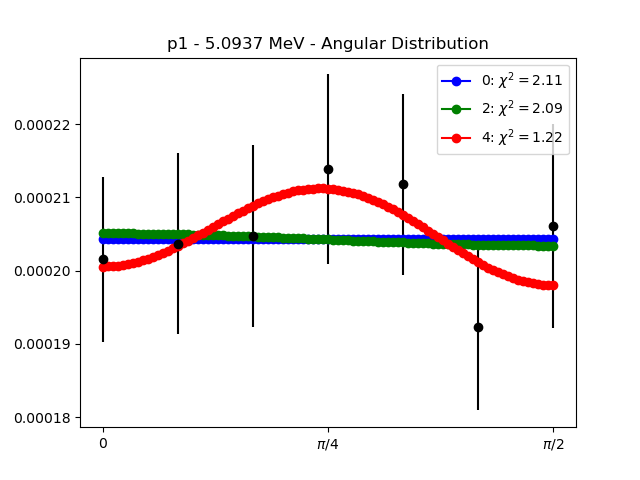 p1 - 5.0937 MeV - Angular Distribution
0: χ² = 2.11
2: χ² = 2.09
4: χ² = 1.22
0.00022
0.00021
0.00020
0.00019
0.00018
0
π/4
π/2